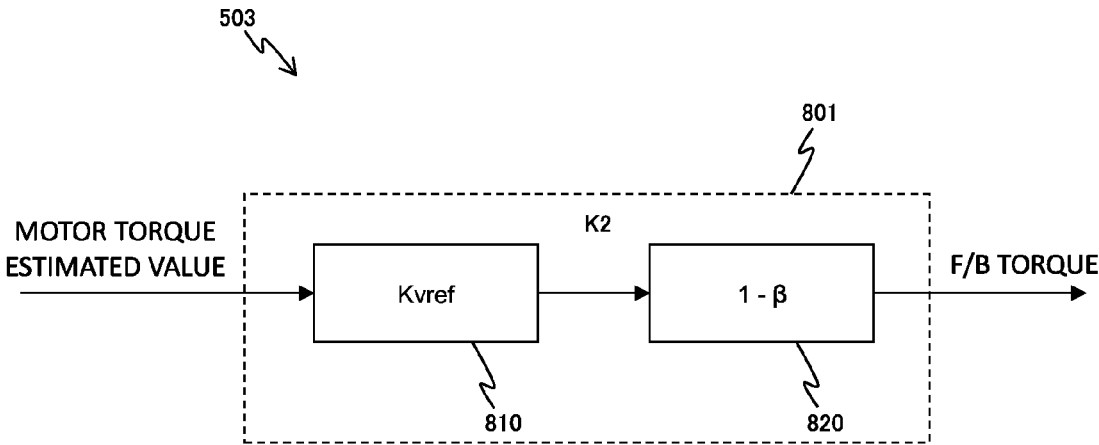 503
801
K2
MOTOR TORQUE
ESTIMATED VALUE
Kvref
1 - β
F/B TORQUE
810
820